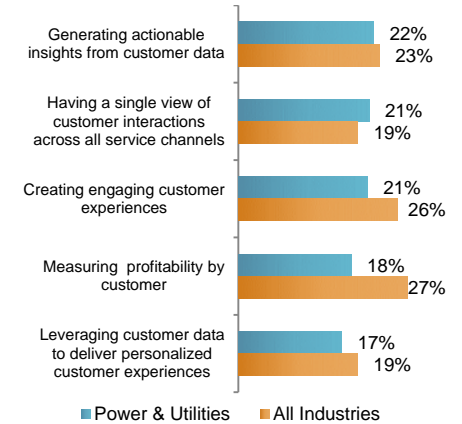 Generating actionable
insights from customer data
22%
23%
Having a single view of
customer interactions
across all service channels
21%
19%
Creating engaging customer
experiences
21%
26%
Measuring profitability by
customer
18%
27%
Leveraging customer data
to deliver personalized
customer experiences
17%
19%
Power & Utilities All Industries